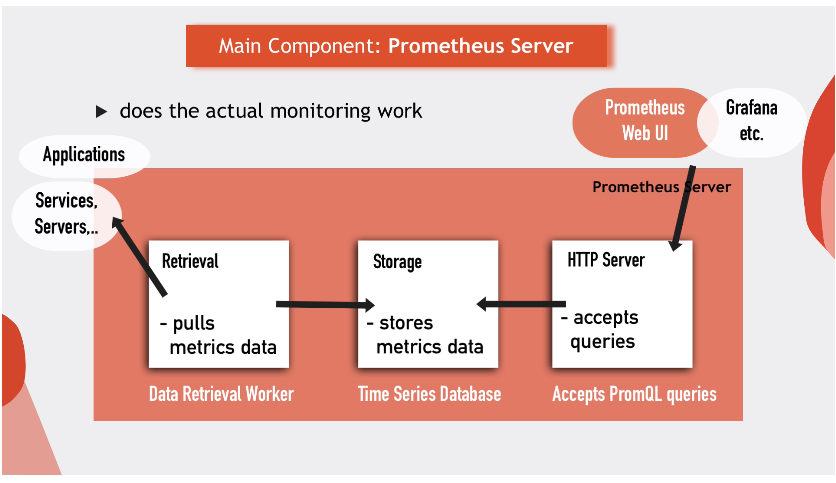 Main Component: Prometheus Server
does the actual monitoring work
Prometheus
Web UI
Grafana
etc.
Applications
Services,
Servers,..
Prometheus Server
Retrieval
- pulls
metrics data
Storage
- stores
metrics data
HTTP Server
- accepts
queries
Data Retrieval Worker
Time Series Database
Accepts PromQL queries